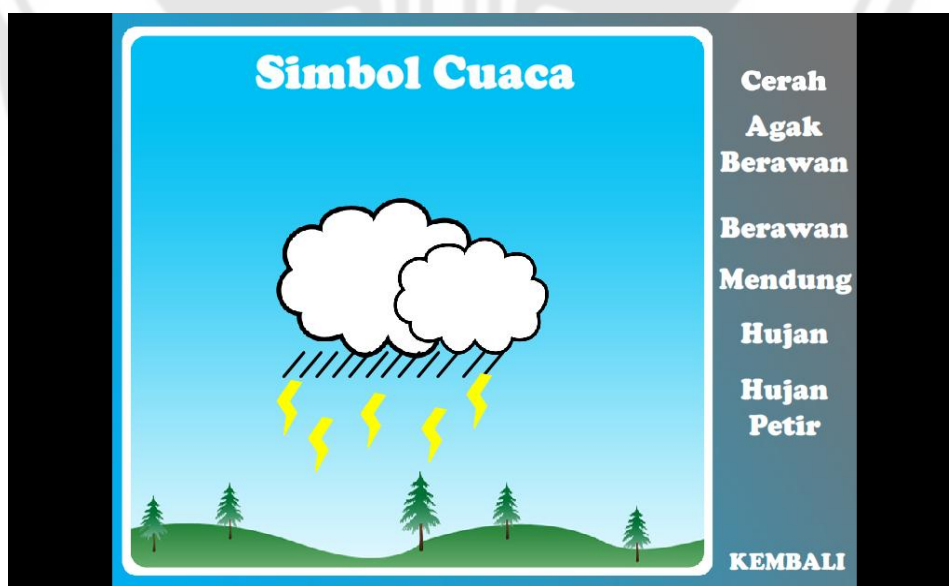 Simbol Cuaca
Cerah
Agak
Berawan
Berawan
Mendung
Hujan
Hujan
Petir
KEMBALI